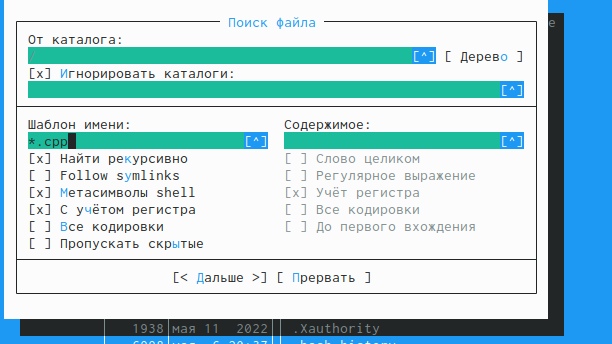 Поиск файла
От каталога:
[^] [ Дерево ]
[x] Игнорировать каталоги:
[^]
Шаблон имени: Содержимое:
*.cpp [^] [^]
[x] Найти рекурсивно [ ] Слово целиком
[ ] Follow symlinks [ ] Регулярное выражение
[x] Метасимволы shell [x] Учёт регистра
[x] С учётом регистра [ ] Все кодировки
[ ] Все кодировки [ ] До первого вхождения
[ ] Пропускать скрытые
[< Дальше >] [ Прервать ]
1938 мая 11 2022 .Xauthority